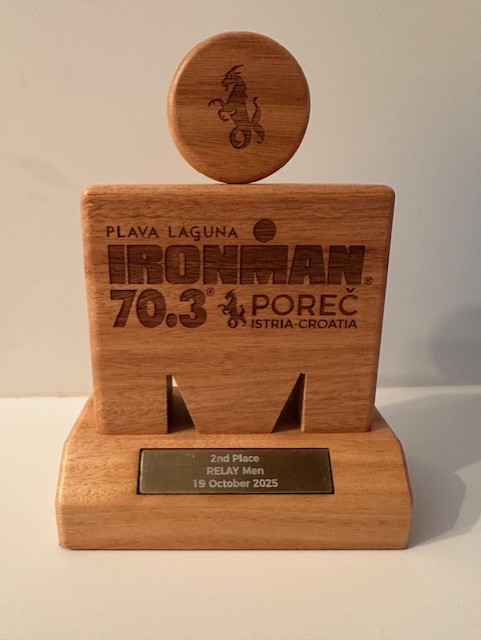 PLAVA LAGUNA
IRONMAN®
70.3® POREČ
ISTRIA-CROATIA
2nd Place
RELAY Men
19 October 2025